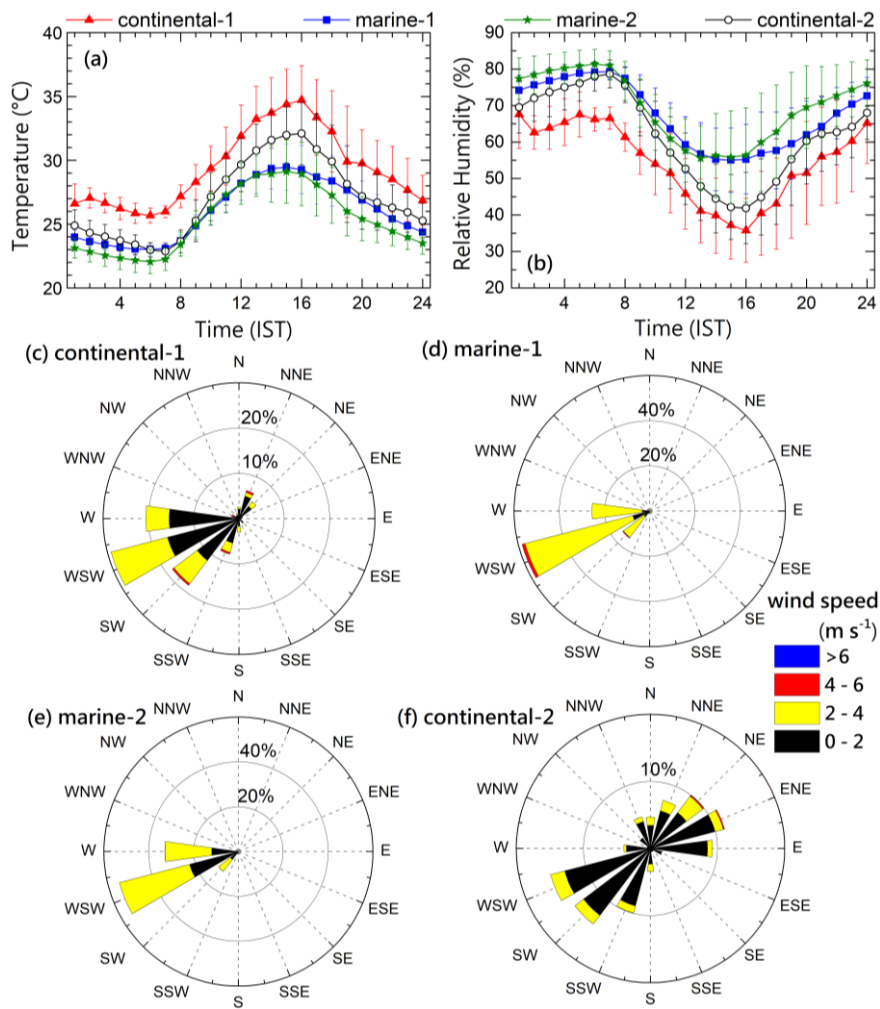 continental-1 marine-1 marine-2 continental-2
(a)
Temperature (°C)
40
35
30
25
20
4 8 12 16 20 24
Time (IST)
(b)
Relative Humidity (%)
90
80
70
60
50
40
30
20
0 4 8 12 16 20 24
Time (IST)
(c) continental-1
N
NNE
NE
ENE
E
ESE
SE
SSE
S
SSW
SW
WSW
W
WNW
NW
NNW
20%
10%
(d) marine-1
N
NNE
NE
ENE
E
ESE
SE
SSE
S
SSW
SW
WSW
W
WNW
NW
NNW
40%
20%
wind speed
(m s⁻¹)
>6
4 - 6
2 - 4
0 - 2
(e) marine-2
N
NNE
NE
ENE
E
ESE
SE
SSE
S
SSW
SW
WSW
W
WNW
NW
NNW
40%
20%
(f) continental-2
N
NNE
NE
ENE
E
ESE
SE
SSE
S
SSW
SW
WSW
W
WNW
NW
NNW
10%